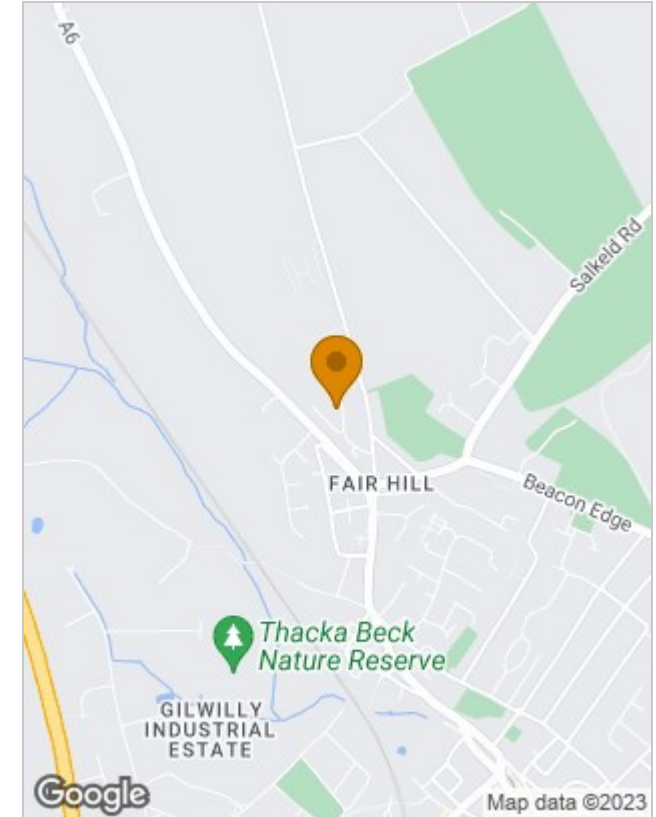 A6
Salkeld Rd
FAIR HILL
Beacon Edge
Thacka Beck
Nature Reserve
GILWILLY
INDUSTRIAL
ESTATE
Google
Map data ©2023